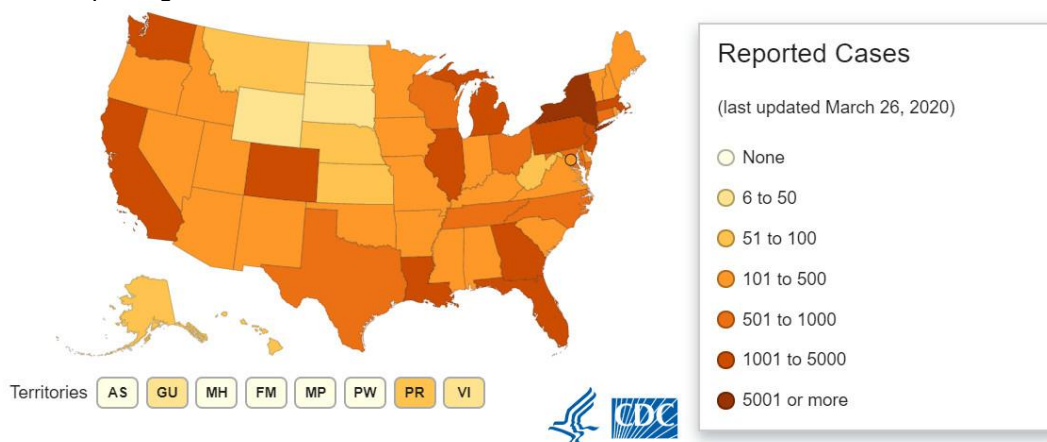 Reported Cases
(last updated March 26, 2020)
None
6 to 50
51 to 100
101 to 500
501 to 1000
1001 to 5000
5001 or more
Territories AS GU MH FM MP PW PR VI
CDC